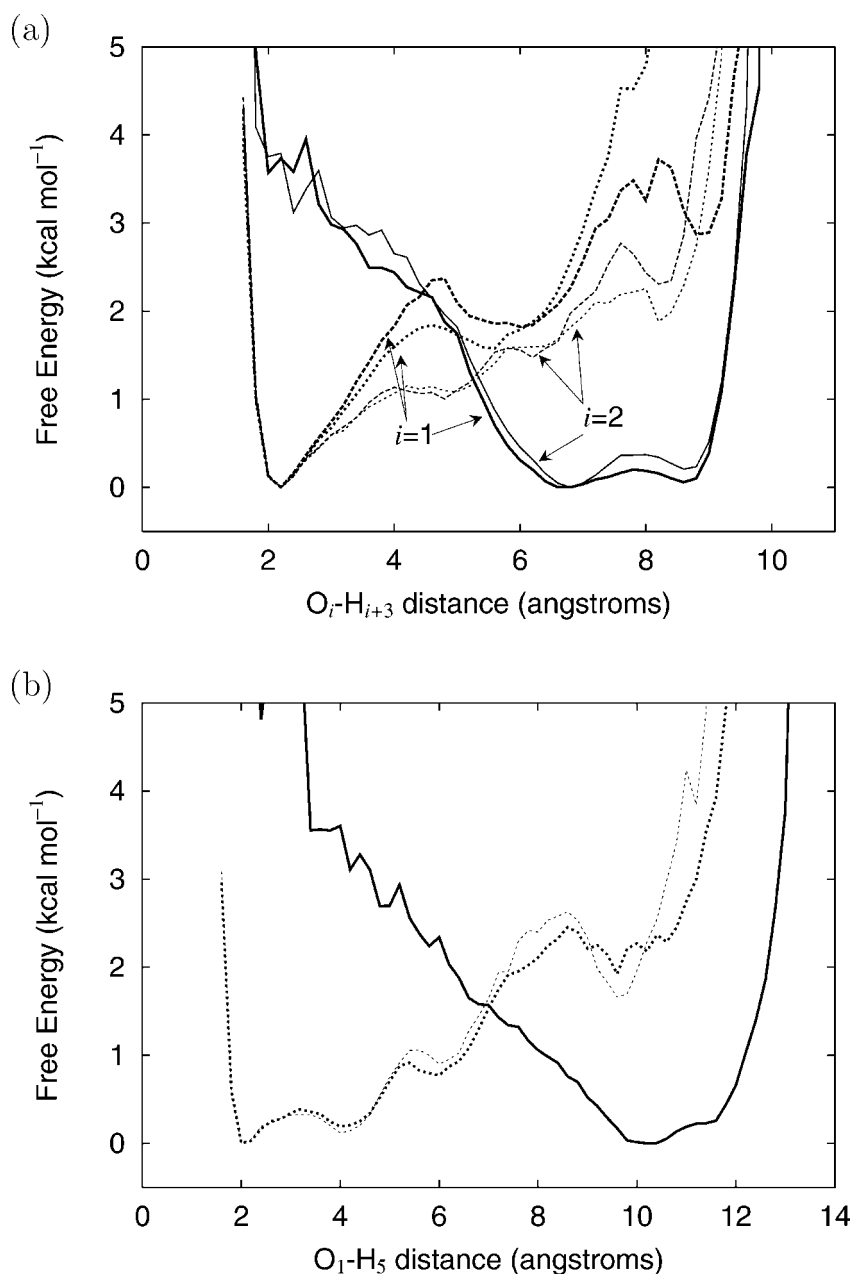 (a)
5
4
3
2
1
0
Free Energy (kcal mol⁻¹)
i=1
i=2
0 2 4 6 8 10
Oᵢ-Hᵢ₊₃ distance (angstroms)
(b)
5
4
3
2
1
0
Free Energy (kcal mol⁻¹)
0 2 4 6 8 10 12 14
O₁-H₅ distance (angstroms)